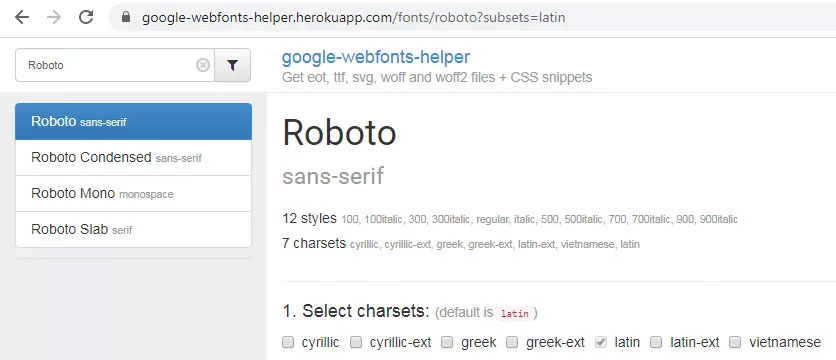 google-webfonts-helper.herokuapp.com/fonts/roboto?subsets=latin
Roboto
google-webfonts-helper
Get eot, ttf, svg, woff and woff2 files + CSS snippets
Roboto sans-serif
Roboto Condensed sans-serif
Roboto Mono monospace
Roboto Slab serif
Roboto
sans-serif
12 styles 100, 100italic, 300, 300italic, regular, italic, 500, 500italic, 700, 700italic, 900, 900italic
7 charsets cyrillic, cyrillic-ext, greek, greek-ext, latin-ext, vietnamese, latin
1. Select charsets: (default is latin)
cyrillic cyrillic-ext greek greek-ext latin latin-ext vietnamese